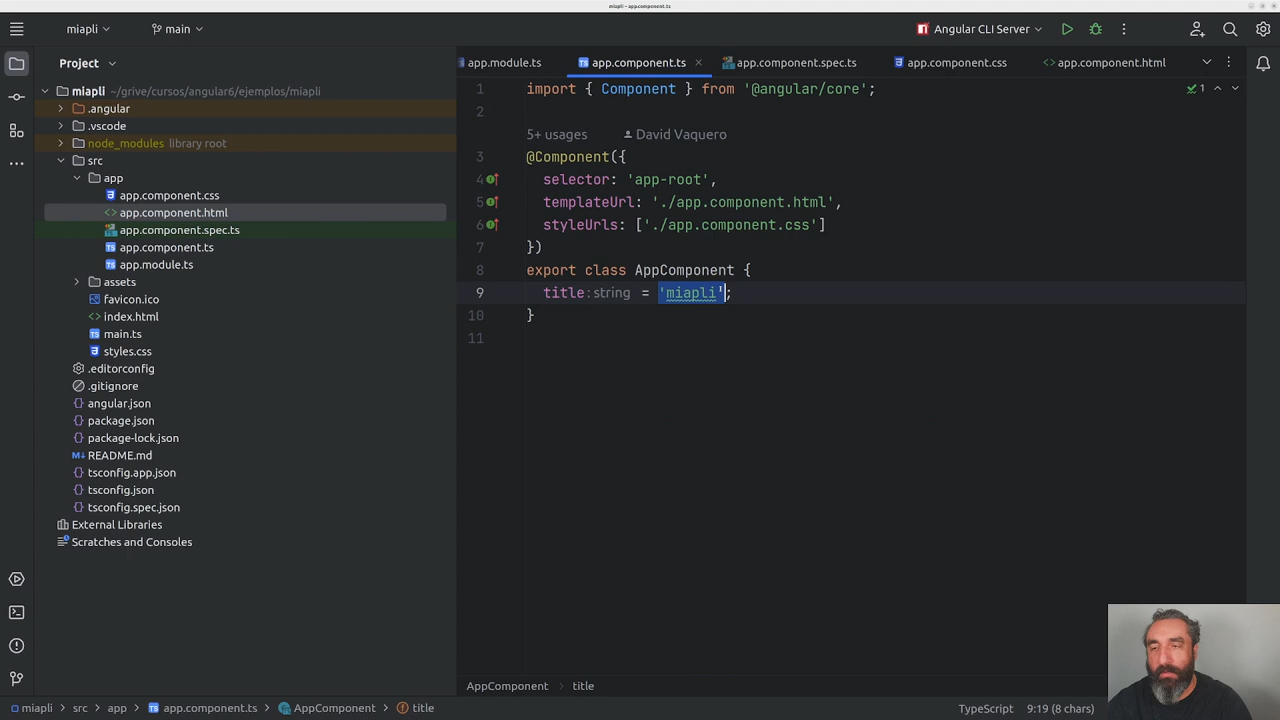 miapli – app.component.ts
miapli
main
Angular CLI Server
Project
app.module.ts
app.component.ts
app.component.spec.ts
app.component.css
app.component.html
miapli ~/grive/cursos/angular6/ejemplos/miapli
.angular
.vscode
node_modules library root
src
app
app.component.css
app.component.html
app.component.spec.ts
app.component.ts
app.module.ts
assets
favicon.ico
index.html
main.ts
styles.css
.editorconfig
.gitignore
angular.json
package.json
package-lock.json
README.md
tsconfig.app.json
tsconfig.json
tsconfig.spec.json
External Libraries
Scratches and Consoles
1 import { Component } from '@angular/core';
2
5+ usages David Vaquero
3 @Component({
4 selector: 'app-root',
5 templateUrl: './app.component.html',
6 styleUrls: ['./app.component.css']
7 })
8 export class AppComponent {
9 title: string = 'miapli';
10 }
11
1
AppComponent title
miapli src app app.component.ts AppComponent title
TypeScript 9:19 (8 chars)